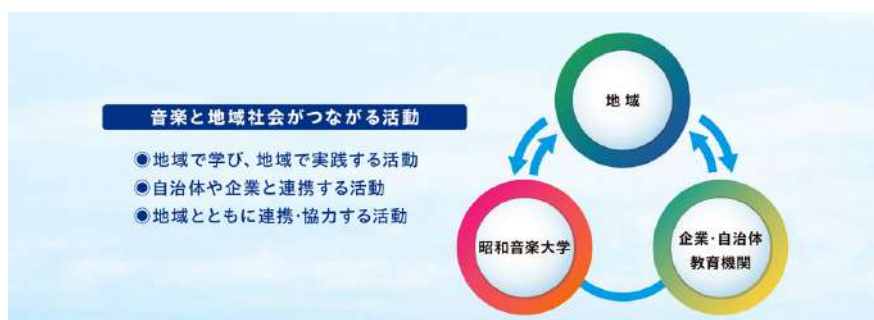 音楽と地域社会がつながる活動
◉地域で学び、地域で実践する活動
◉自治体や企業と連携する活動
◉地域とともに連携・協力する活動
地域
昭和音楽大学
企業・自治体
教育機関